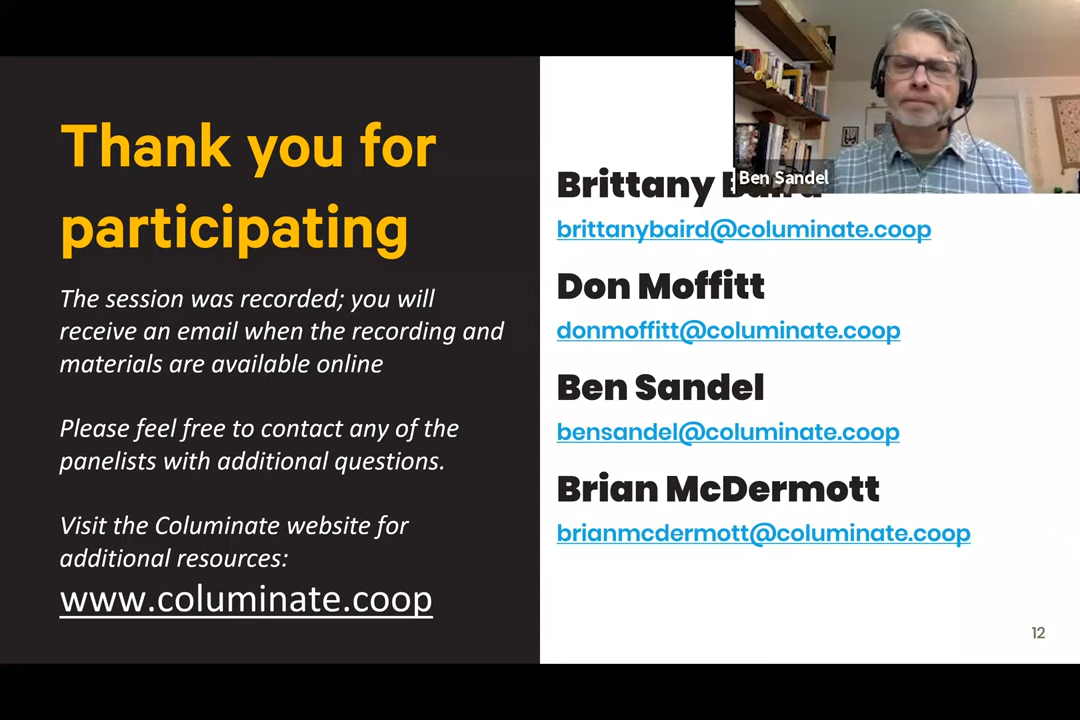 Thank you for
participating
The session was recorded; you will
receive an email when the recording and
materials are available online
Please feel free to contact any of the
panelists with additional questions.
Visit the Columinate website for
additional resources:
www.columinate.coop
Ben Sandel
Brittany Baird
brittanybaird@columinate.coop
Don Moffitt
donmoffitt@columinate.coop
Ben Sandel
bensandel@columinate.coop
Brian McDermott
brianmcdermott@columinate.coop
12